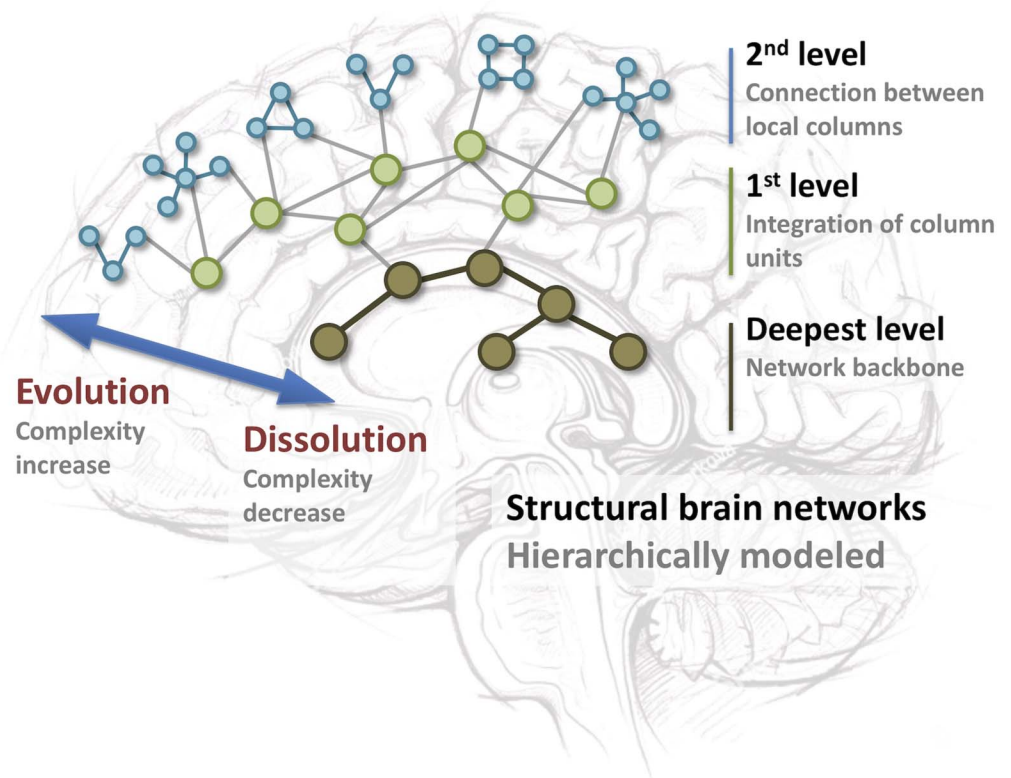 2nd level
Connection between
local columns
1st level
Integration of column
units
Deepest level
Network backbone
Evolution
Complexity
increase
Dissolution
Complexity
decrease
Structural brain networks
Hierarchically modeled